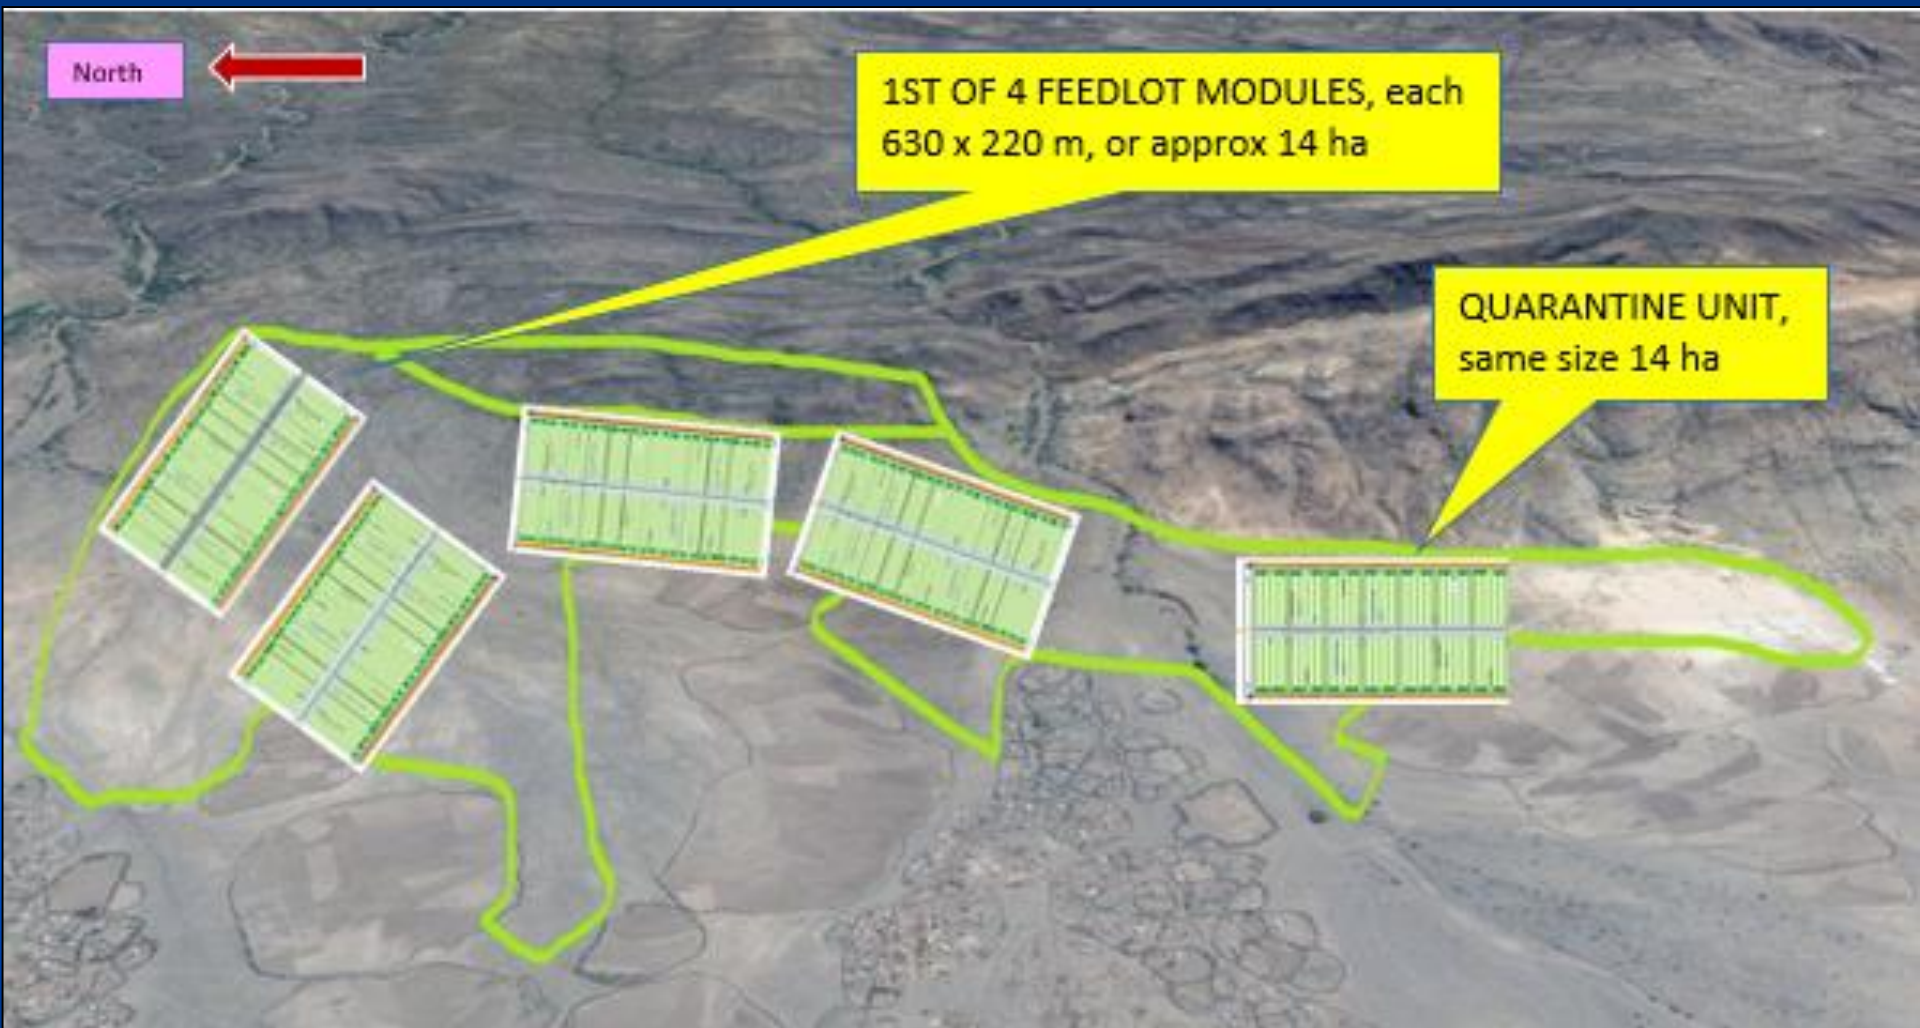 North
1ST OF 4 FEEDLOT MODULES, each
630 x 220 m, or approx 14 ha
QUARANTINE UNIT,
same size 14 ha